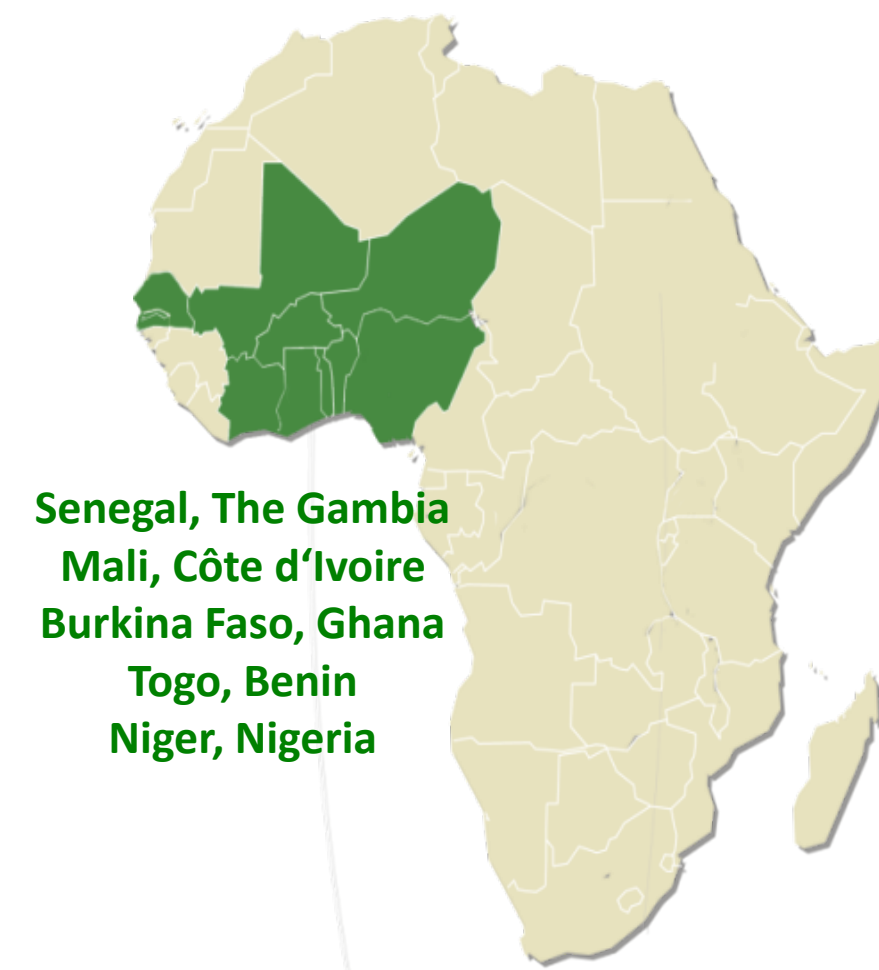 Senegal, The Gambia
Mali, Côte d‘Ivoire
Burkina Faso, Ghana
Togo, Benin
Niger, Nigeria